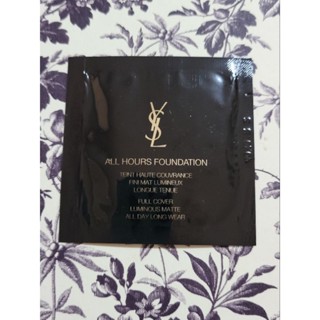 YSL
ALL HOURS FOUNDATION
TEINT HAUTE COUVRANCE
FINI MAT LUMINEUX
LONGUE TENUE
FULL COVER
LUMINOUS MATTE
ALL DAY LONG WEAR